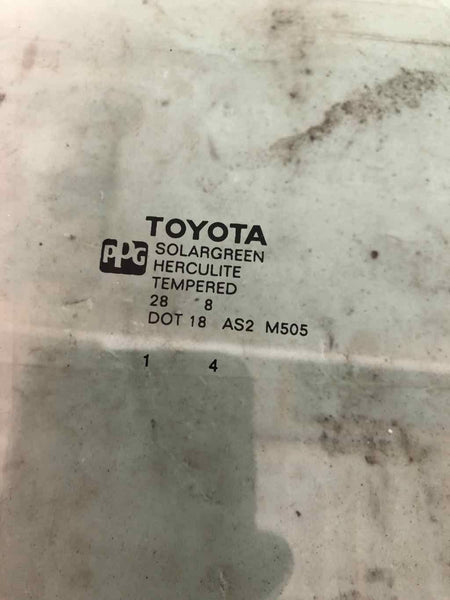 TOYOTA
PPG
SOLARGREEN
HERCULITE
TEMPERED
28 8
DOT 18 AS2 M505
1 4